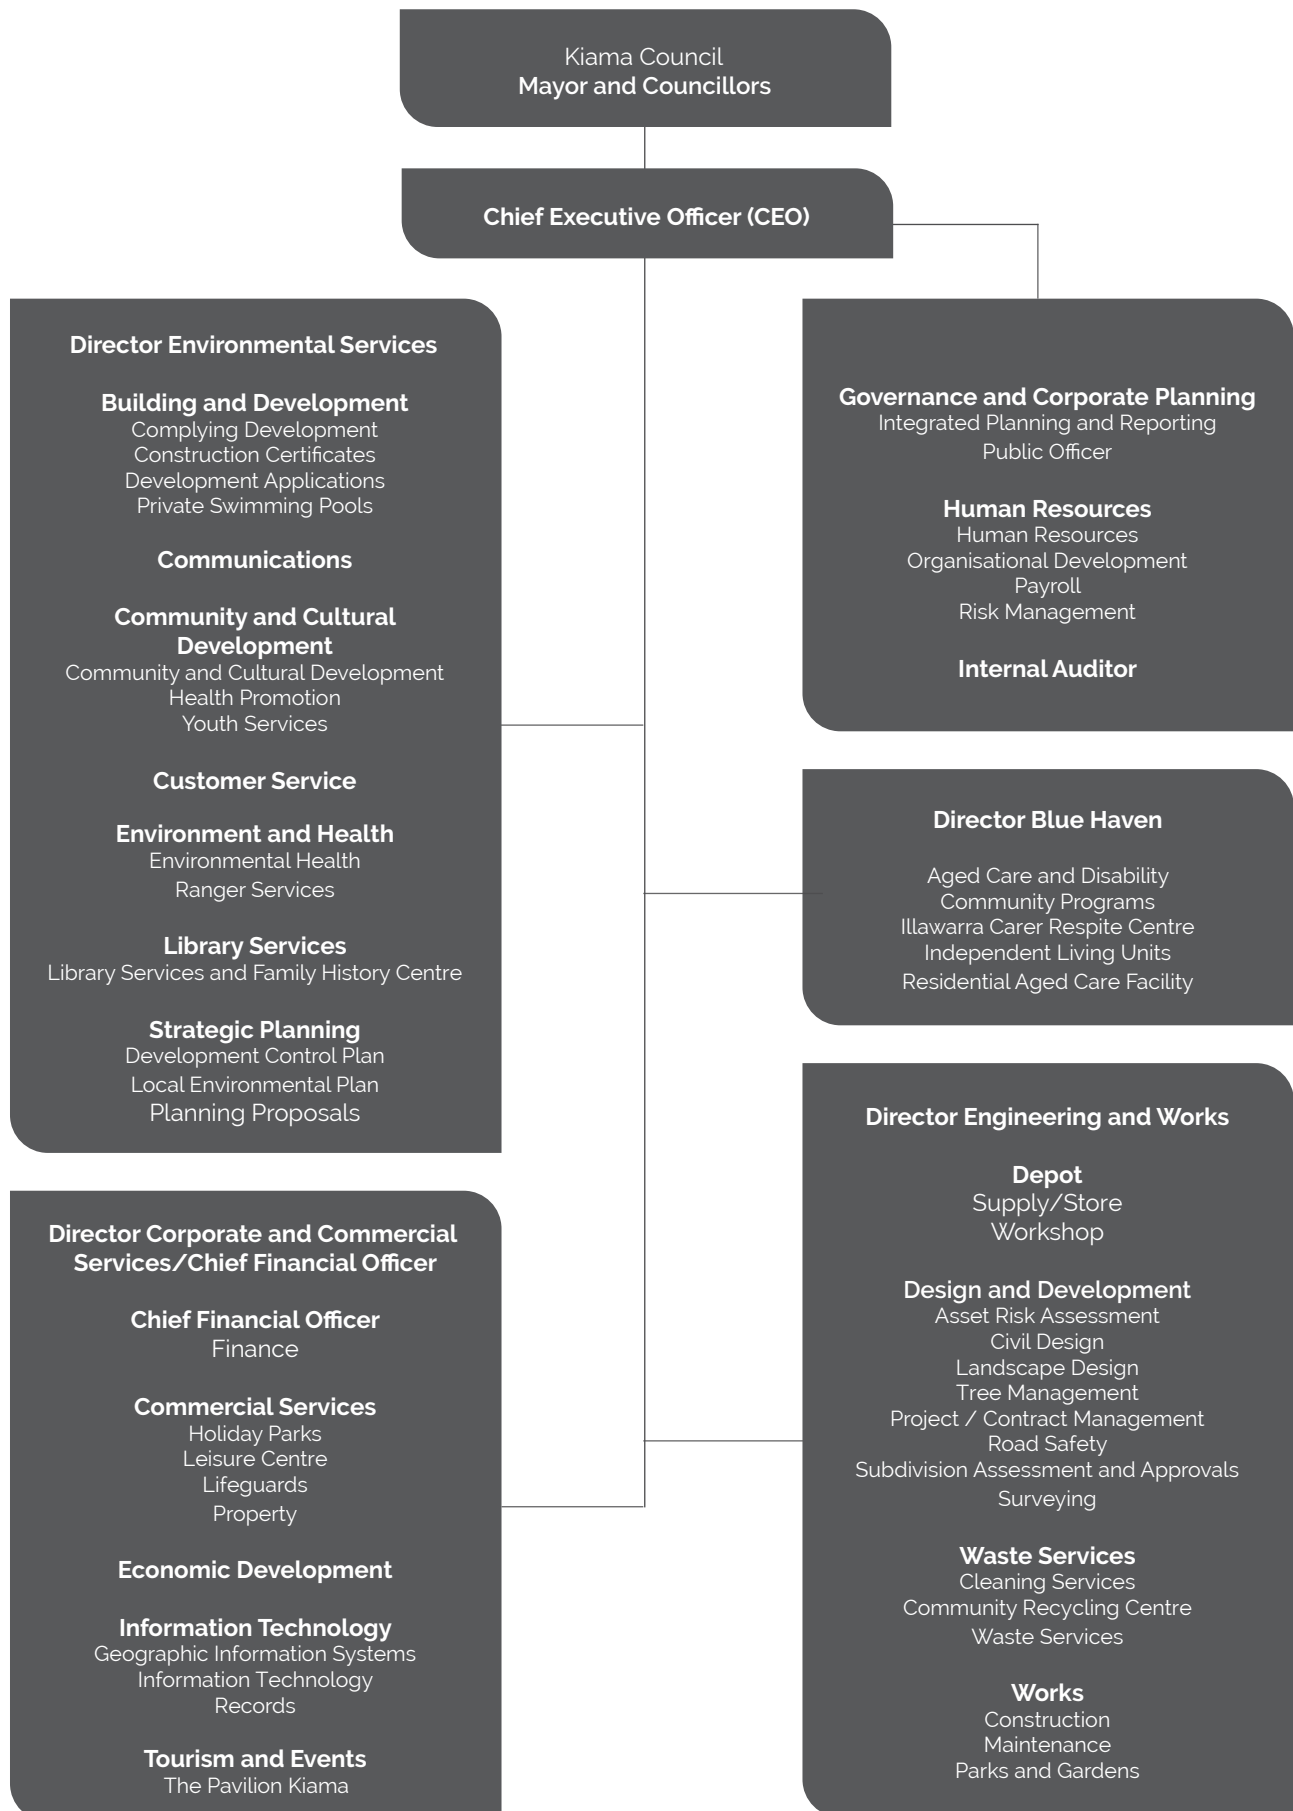 Kiama Council
Mayor and Councillors
Chief Executive Officer (CEO)
Director Environmental Services
Building and Development
Complying Development
Construction Certificates
Development Applications
Private Swimming Pools
Communications
Community and Cultural
Development
Community and Cultural Development
Health Promotion
Youth Services
Customer Service
Environment and Health
Environmental Health
Ranger Services
Library Services
Library Services and Family History Centre
Strategic Planning
Development Control Plan
Local Environmental Plan
Planning Proposals
Director Corporate and Commercial
Services/Chief Financial Officer
Chief Financial Officer
Finance
Commercial Services
Holiday Parks
Leisure Centre
Lifeguards
Property
Economic Development
Information Technology
Geographic Information Systems
Information Technology
Records
Tourism and Events
The Pavilion Kiama
Governance and Corporate Planning
Integrated Planning and Reporting
Public Officer
Human Resources
Human Resources
Organisational Development
Payroll
Risk Management
Internal Auditor
Director Blue Haven
Aged Care and Disability
Community Programs
Illawarra Carer Respite Centre
Independent Living Units
Residential Aged Care Facility
Director Engineering and Works
Depot
Supply/Store
Workshop
Design and Development
Asset Risk Assessment
Civil Design
Landscape Design
Tree Management
Project / Contract Management
Road Safety
Subdivision Assessment and Approvals
Surveying
Waste Services
Cleaning Services
Community Recycling Centre
Waste Services
Works
Construction
Maintenance
Parks and Gardens